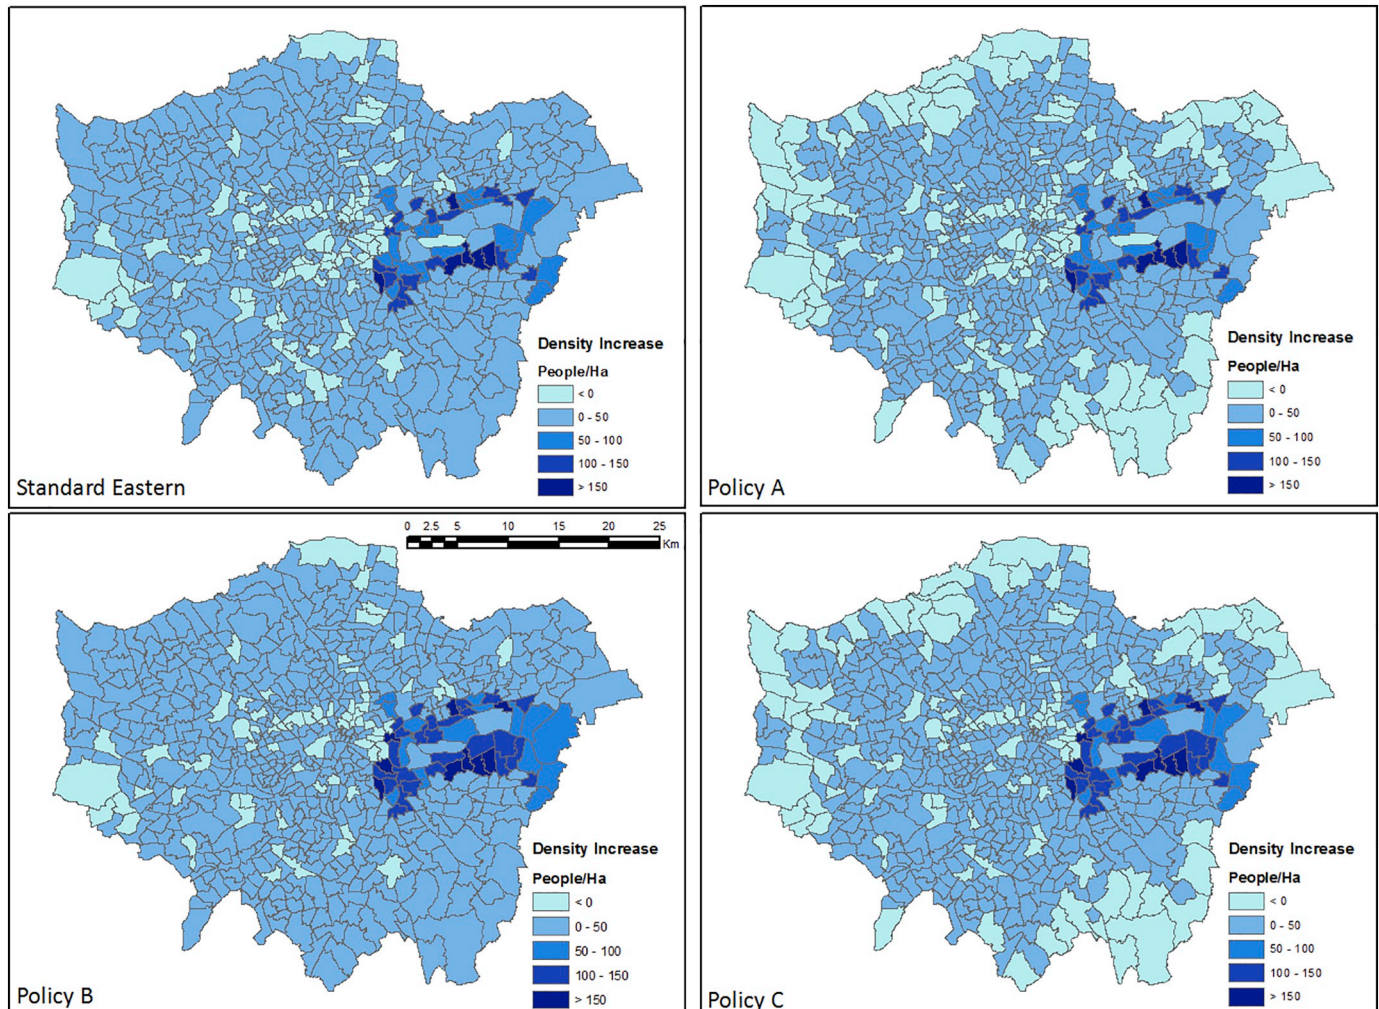 Density Increase
People/Ha
< 0
0 - 50
50 - 100
100 - 150
> 150
Standard Eastern
Density Increase
People/Ha
< 0
0 - 50
50 - 100
100 - 150
> 150
Policy A
0 2.5 5 10 15 20 25
Km
Density Increase
People/Ha
< 0
0 - 50
50 - 100
100 - 150
> 150
Policy B
Density Increase
People/Ha
< 0
0 - 50
50 - 100
100 - 150
> 150
Policy C